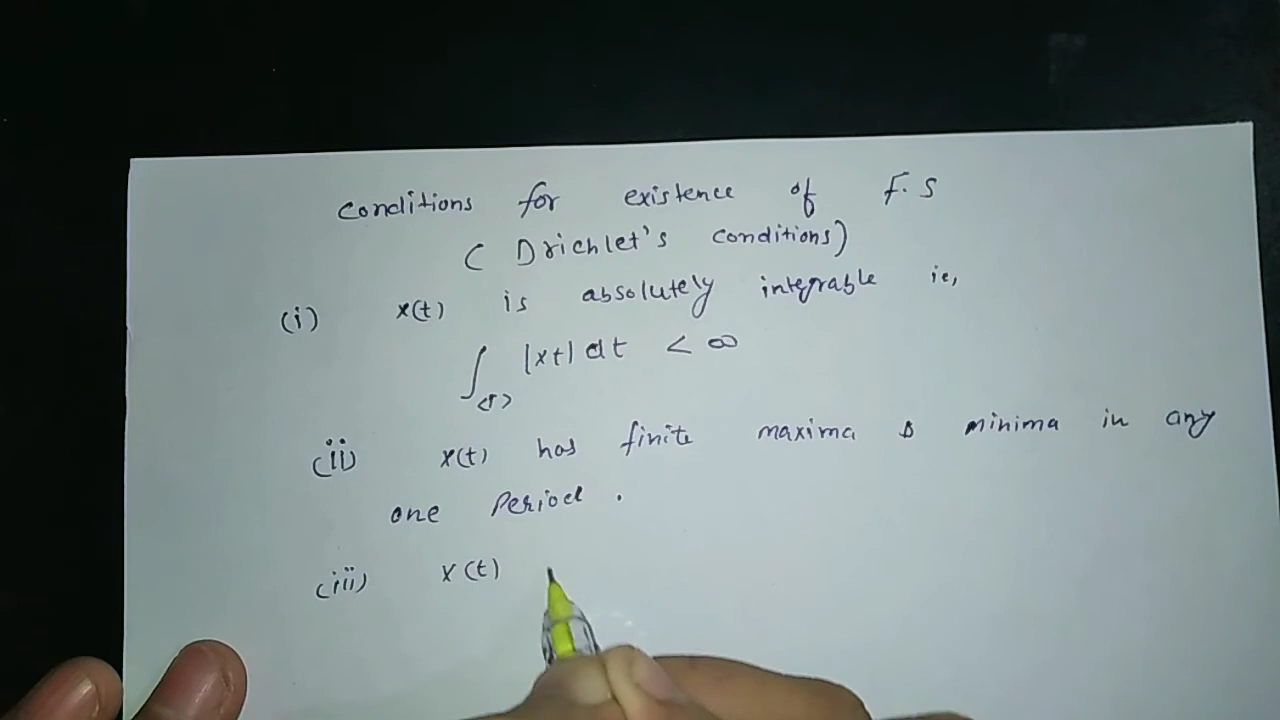 Conditions for existence of F.S
( Drichlet's conditions)
(i) x(t) is absolutely integrable ie,
∫<T> |xt| dt < ∞
(ii) x(t) has finite maxima & minima in any
one Period .
(iii) x(t)